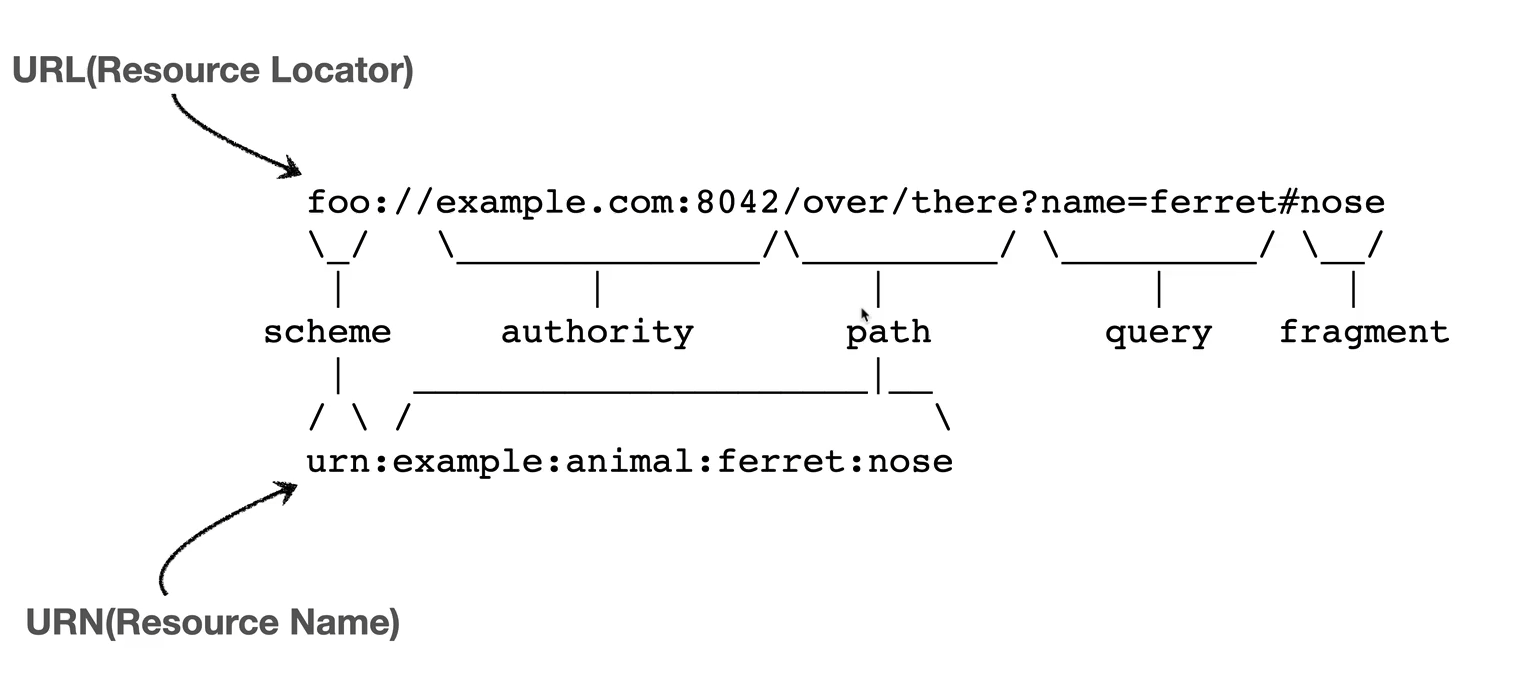 URL(Resource Locator)
foo://example.com:8042/over/there?name=ferret#nose
scheme authority path query fragment
urn:example:animal:ferret:nose
URN(Resource Name)